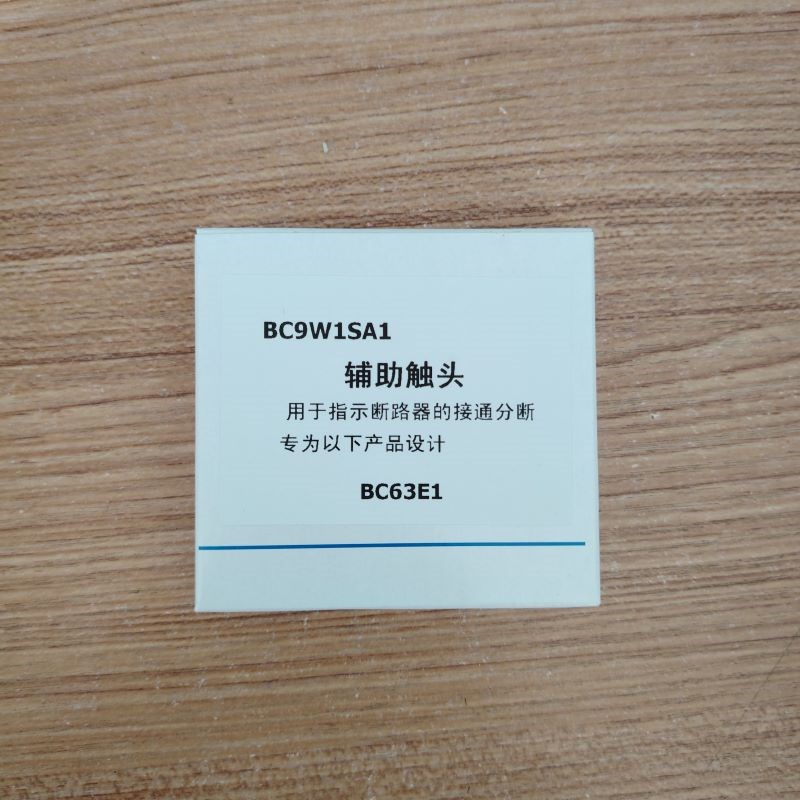 BC9W1SA1
辅助触头
用于指示断路器的接通分断
专为以下产品设计
BC63E1